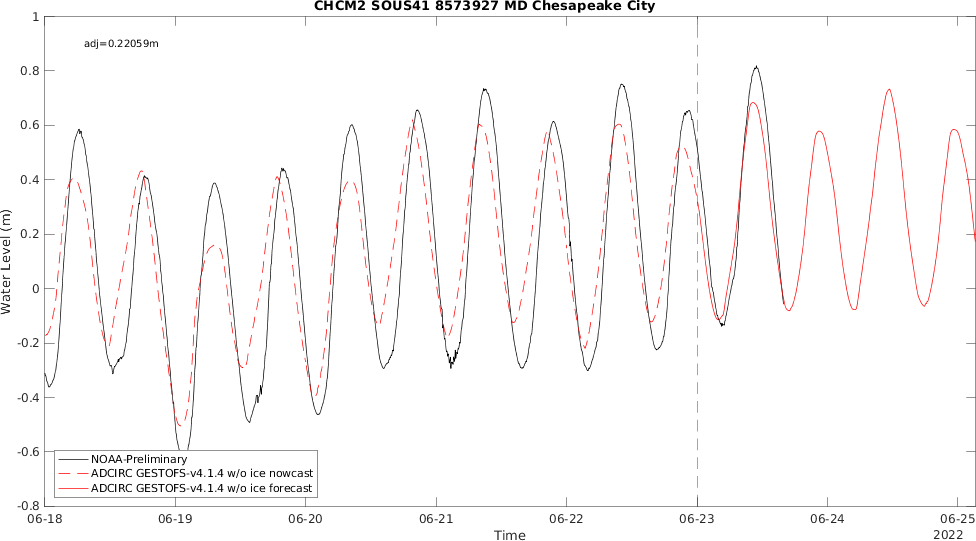 CHCM2 SOUS41 8573927 MD Chesapeake City
adj=0.22059m
1
0.8
0.6
0.4
0.2
0
-0.2
-0.4
-0.6
-0.8
Water Level (m)
NOAA-Preliminary
ADCIRC GESTOFS-v4.1.4 w/o ice nowcast
ADCIRC GESTOFS-v4.1.4 w/o ice forecast
06-18 06-19 06-20 06-21 06-22 06-23 06-24 06-25
Time
2022